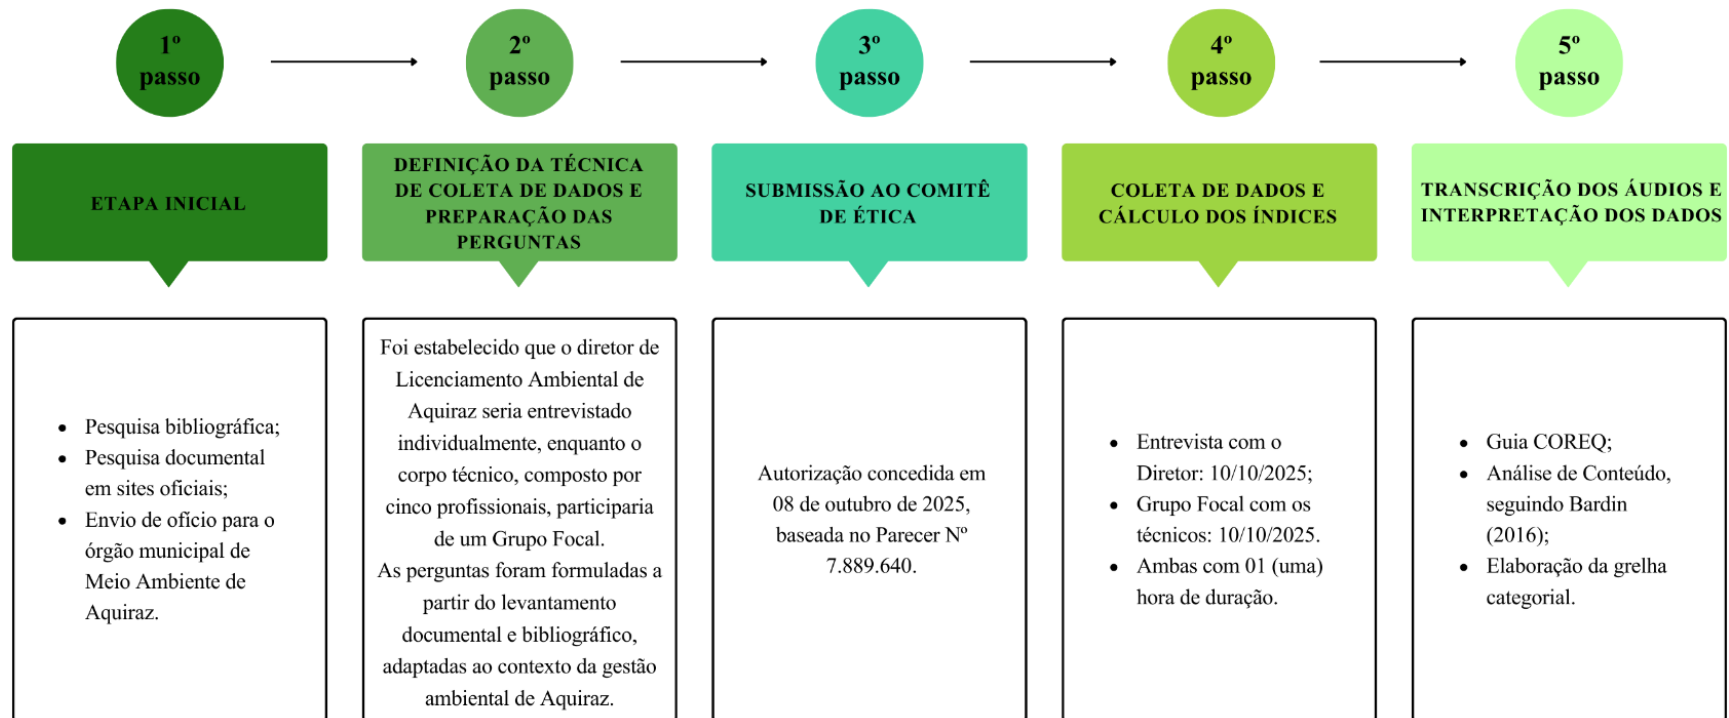 1º
passo
2º
passo
3º
passo
4º
passo
5º
passo
ETAPA INICIAL
DEFINIÇÃO DA TÉCNICA
DE COLETA DE DADOS E
PREPARAÇÃO DAS
PERGUNTAS
SUBMISSÃO AO COMITÊ
DE ÉTICA
COLETA DE DADOS E
CÁLCULO DOS ÍNDICES
TRANSCRIÇÃO DOS ÁUDIOS E
INTERPRETAÇÃO DOS DADOS
• Pesquisa bibliográfica;
• Pesquisa documental
em sites oficiais;
• Envio de ofício para o
órgão municipal de
Meio Ambiente de
Aquiraz.
Foi estabelecido que o diretor de
Licenciamento Ambiental de
Aquiraz seria entrevistado
individualmente, enquanto o
corpo técnico, composto por
cinco profissionais, participaria
de um Grupo Focal.
As perguntas foram formuladas a
partir do levantamento
documental e bibliográfico,
adaptadas ao contexto da gestão
ambiental de Aquiraz.
Autorização concedida em
08 de outubro de 2025,
baseada no Parecer Nº
7.889.640.
• Entrevista com o
Diretor: 10/10/2025;
• Grupo Focal com os
técnicos: 10/10/2025.
• Ambas com 01 (uma)
hora de duração.
• Guia COREQ;
• Análise de Conteúdo,
seguindo Bardin
(2016);
• Elaboração da grelha
categorial.